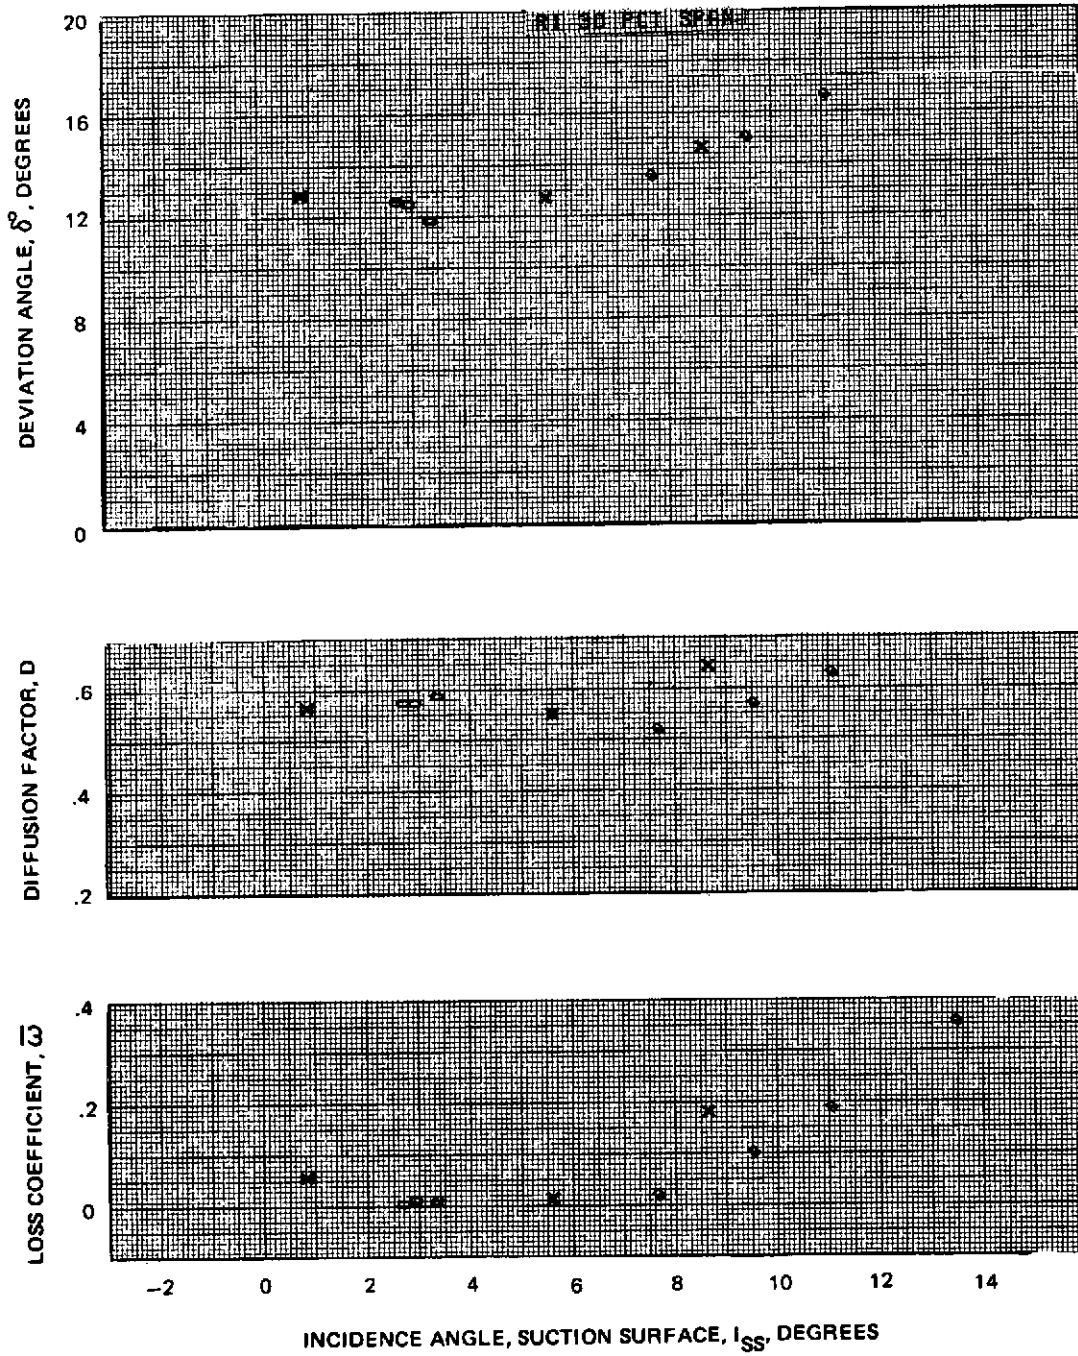 R1 30 PCT SPAN
20
16
12
8
4
0
DEVIATION ANGLE, δ°, DEGREES
.6
.4
.2
DIFFUSION FACTOR, D
.4
.2
0
LOSS COEFFICIENT, ω̅
−2 0 2 4 6 8 10 12 14
INCIDENCE ANGLE, SUCTION SURFACE, I_SS, DEGREES